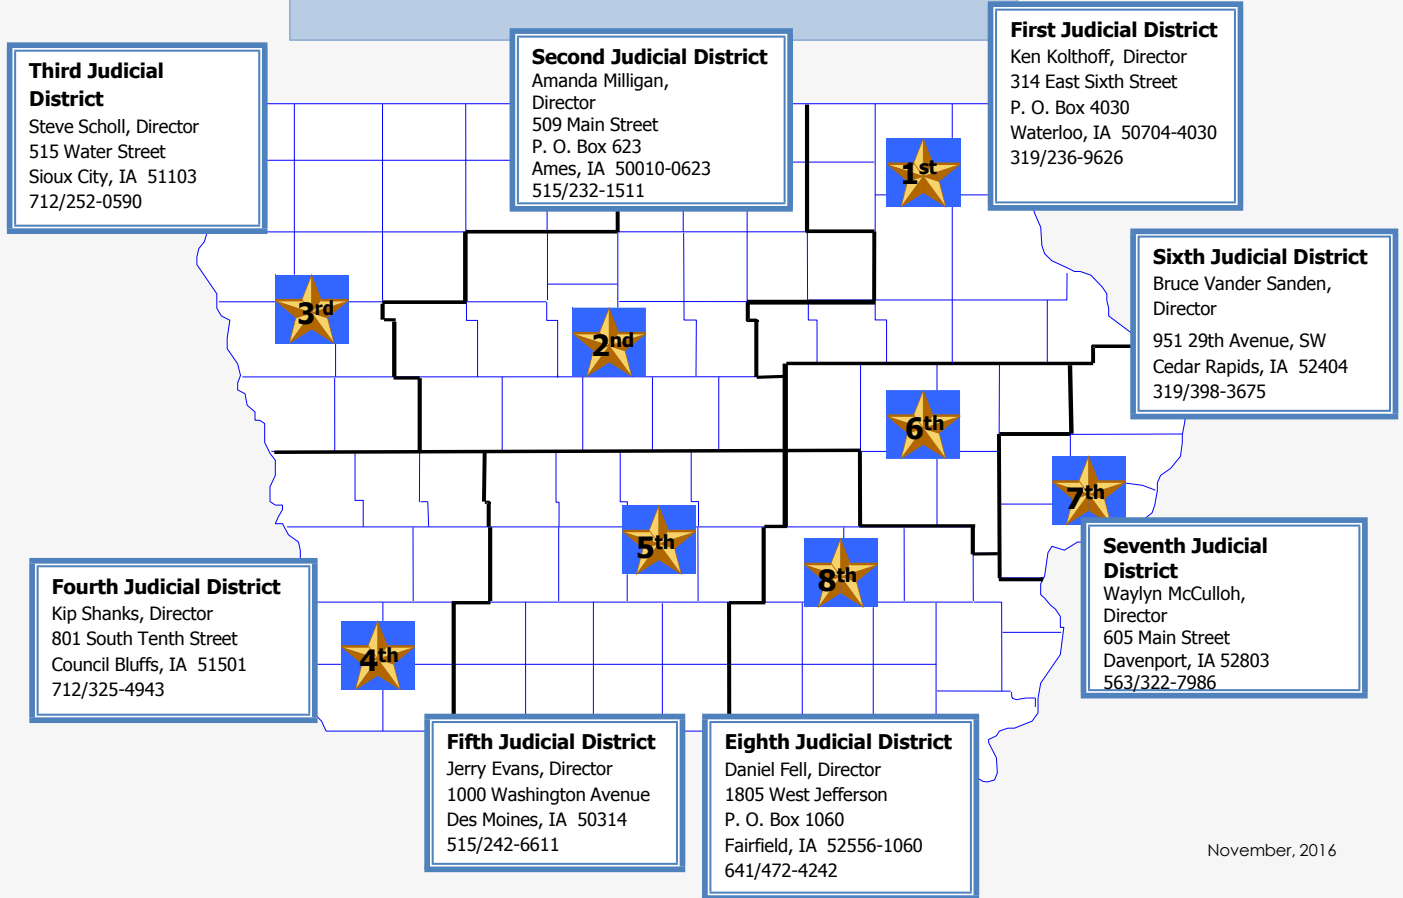 Third Judicial
District
Steve Scholl, Director
515 Water Street
Sioux City, IA  51103
712/252-0590
Second Judicial District
Amanda Milligan,
Director
509 Main Street
P. O. Box 623
Ames, IA  50010-0623
515/232-1511
First Judicial District
Ken Kolthoff,  Director
314 East Sixth Street
P. O. Box 4030
Waterloo, IA  50704-4030
319/236-9626
1st
Sixth Judicial District
Bruce Vander Sanden,
Director
951 29th Avenue, SW
Cedar Rapids, IA  52404
319/398-3675
3rd
2nd
6th
7th
5th
8th
4th
Seventh Judicial
District
Waylyn McCulloh,
Director
605 Main Street
Davenport, IA 52803
563/322-7986
Fourth Judicial District
Kip Shanks, Director
801 South Tenth Street
Council Bluffs, IA  51501
712/325-4943
Fifth Judicial District
Jerry Evans, Director
1000 Washington Avenue
Des Moines, IA  50314
515/242-6611
Eighth Judicial District
Daniel Fell, Director
1805 West Jefferson
P. O. Box 1060
Fairfield, IA  52556-1060
641/472-4242
November, 2016